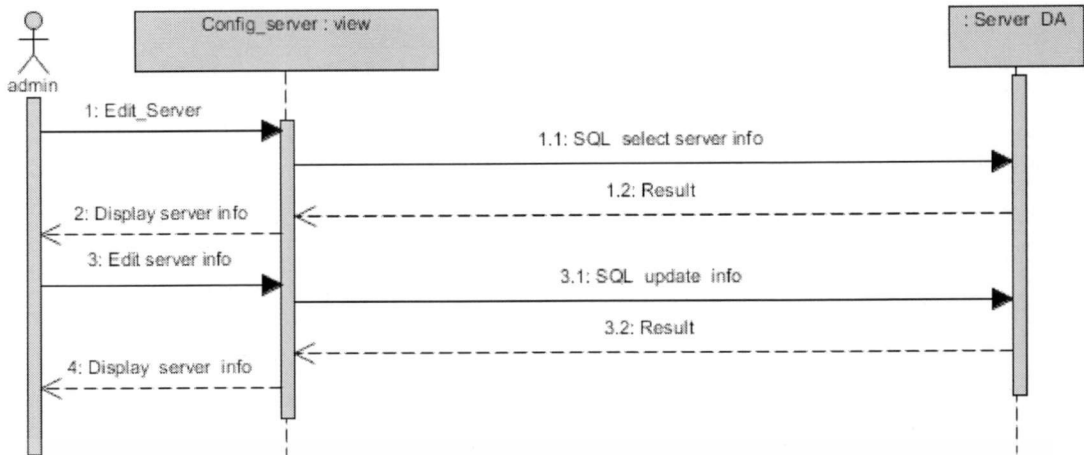 Config_server : view
: Server DA
admin
1: Edit_Server
1.1: SQL select server info
1.2: Result
2: Display server info
3: Edit server info
3.1: SQL update info
3.2: Result
4: Display server info